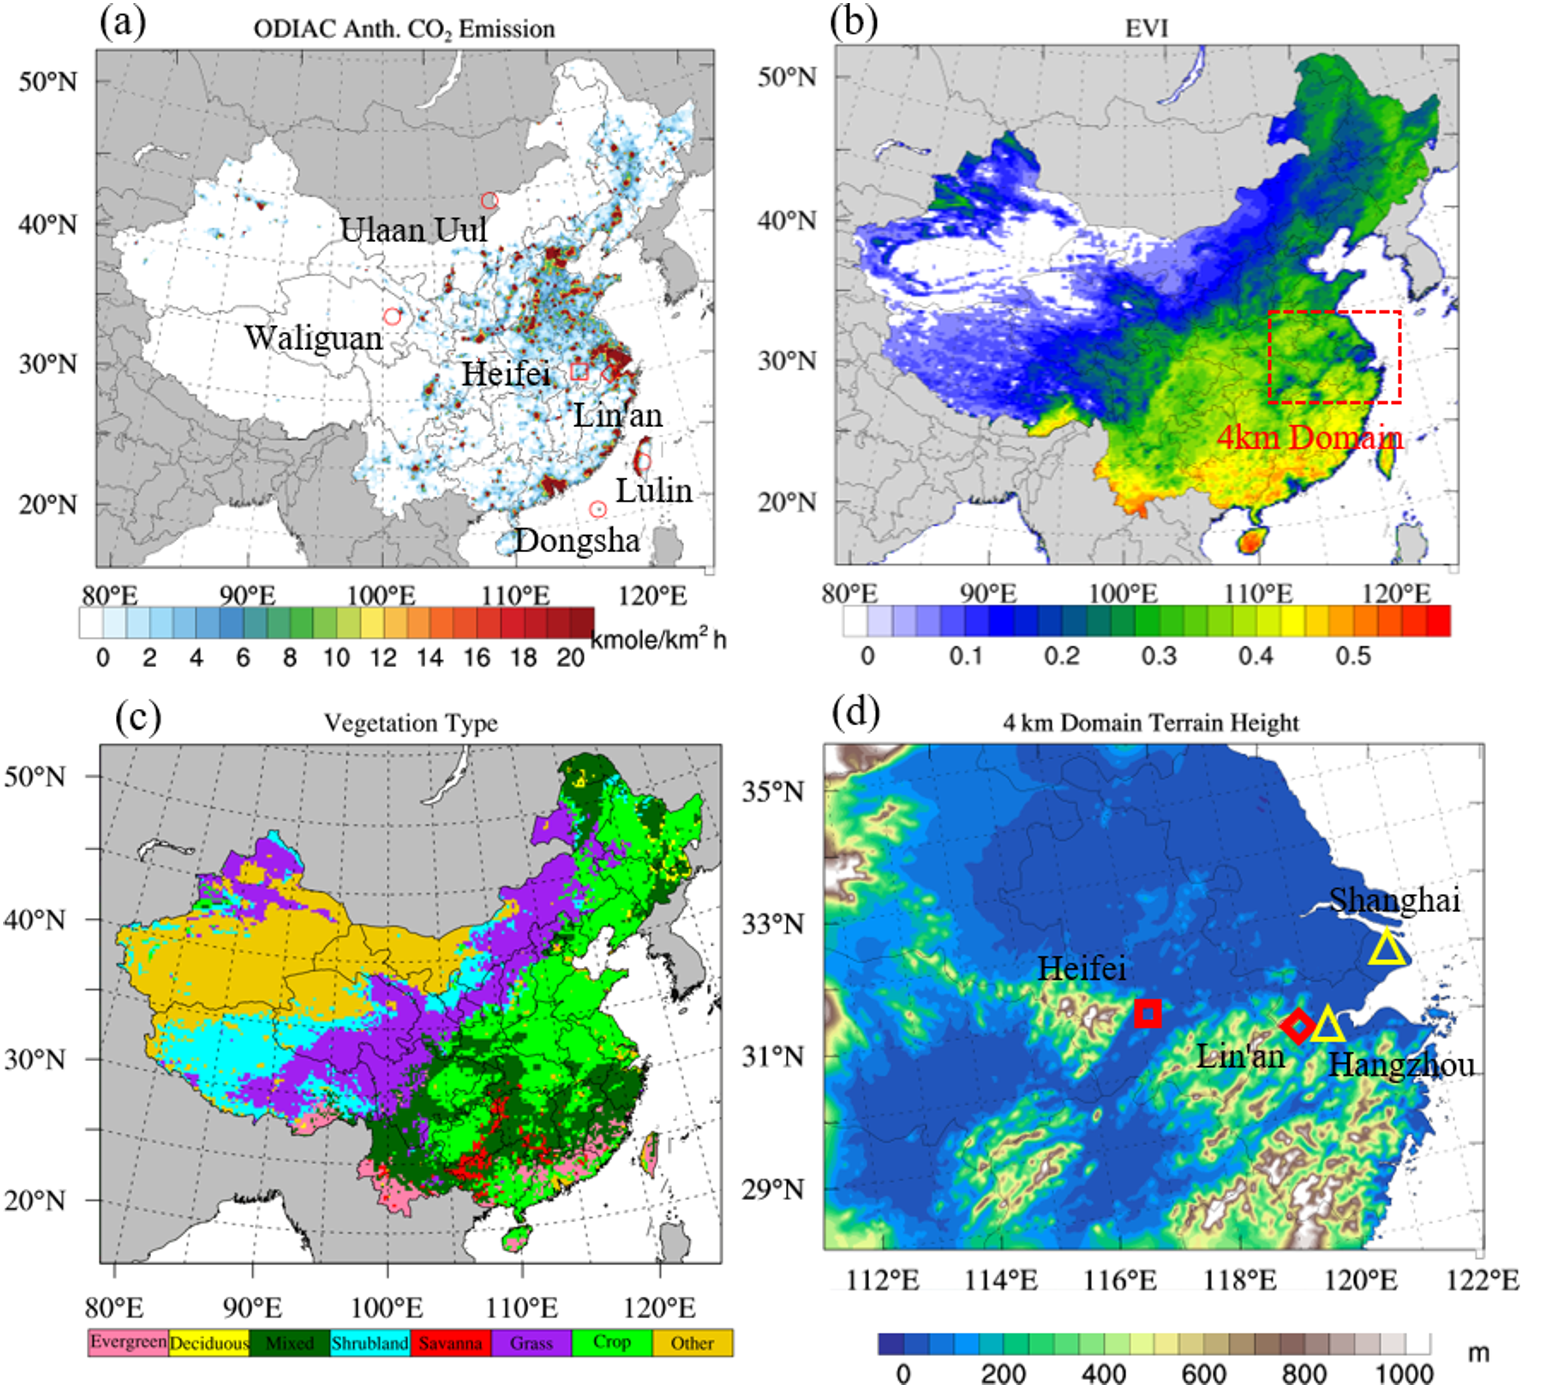 (a)
ODIAC Anth. CO₂ Emission
50°N
40°N
30°N
20°N
Ulaan Uul
Waliguan
Heifei
Lin'an
Lulin
Dongsha
80°E 90°E 100°E 110°E 120°E
0 2 4 6 8 10 12 14 16 18 20
kmole/km² h
(b)
EVI
50°N
40°N
30°N
20°N
4km Domain
80°E 90°E 100°E 110°E 120°E
0 0.1 0.2 0.3 0.4 0.5
(c)
Vegetation Type
50°N
40°N
30°N
20°N
80°E 90°E 100°E 110°E 120°E
Evergreen Deciduous Mixed Shrubland Savanna Grass Crop Other
(d)
4 km Domain Terrain Height
35°N
33°N
31°N
29°N
Shanghai
Heifei
Lin'an
Hangzhou
112°E 114°E 116°E 118°E 120°E 122°E
0 200 400 600 800 1000 m